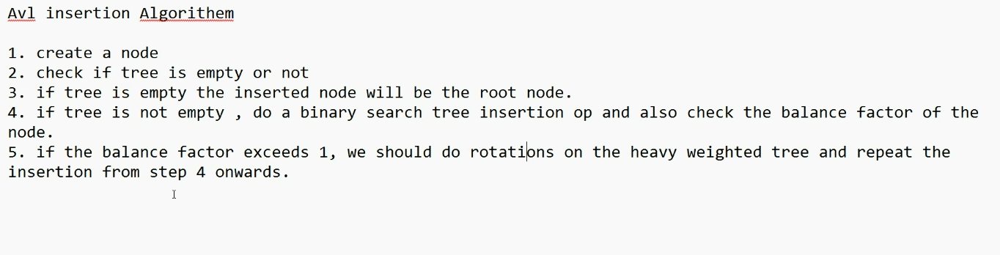 Avl insertion Algorithem
1. create a node
2. check if tree is empty or not
3. if tree is empty the inserted node will be the root node.
4. if tree is not empty , do a binary search tree insertion op and also check the balance factor of the
node.
5. if the balance factor exceeds 1, we should do rotations on the heavy weighted tree and repeat the
insertion from step 4 onwards.